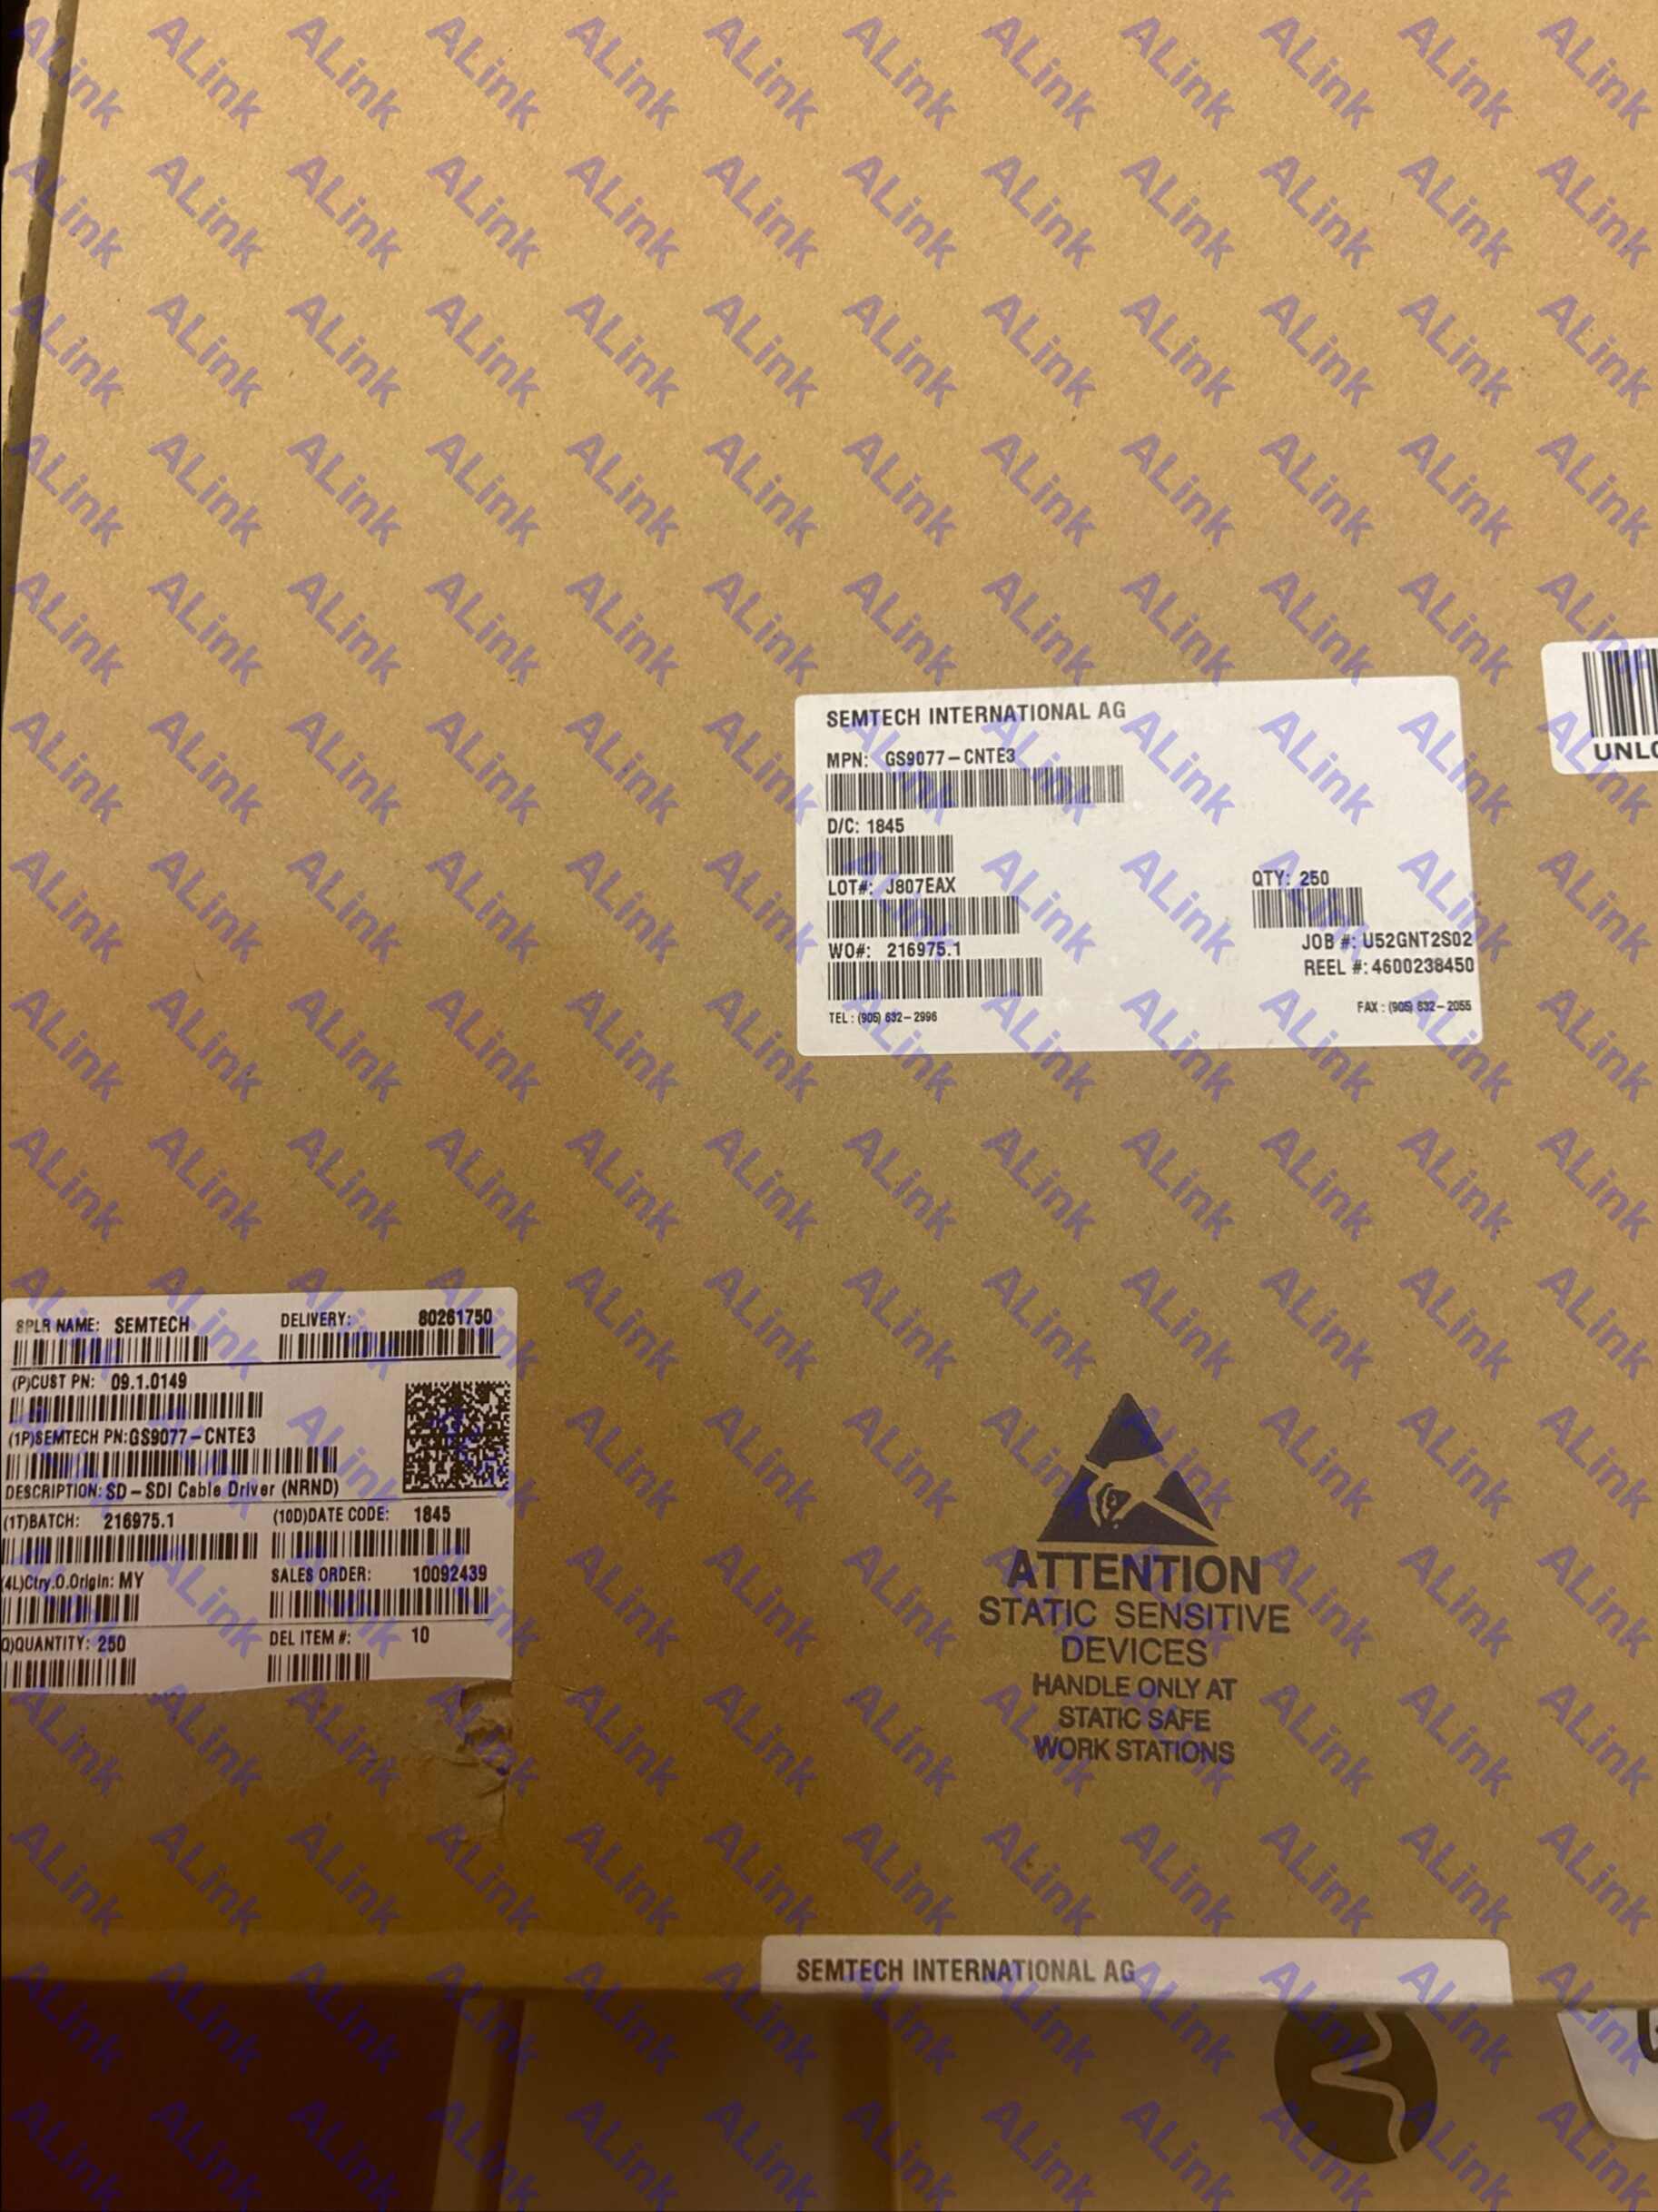 SEMTECH INTERNATIONAL AG
MPN: GS9077-CNTE3
D/C: 1845
LOT#: J807EAX
QTY: 250
WO#: 216975.1
JOB #: U52GNT2S02
REEL #: 4600238450
TEL : (905) 632-2996
FAX : (905) 632-2055
SPLR NAME: SEMTECH
DELIVERY: 80261750
(P)CUST PN: 09.1.0149
(1P)SEMTECH PN:GS9077-CNTE3
DESCRIPTION: SD-SDI Cable Driver (NRND)
(1T)BATCH: 216975.1
(10D)DATE CODE: 1845
(4L)Ctry.O.Origin: MY
SALES ORDER: 10092439
Q)QUANTITY: 250
DEL ITEM #: 10
ATTENTION
STATIC SENSITIVE
DEVICES
HANDLE ONLY AT
STATIC SAFE
WORK STATIONS
SEMTECH INTERNATIONAL AG
ALink